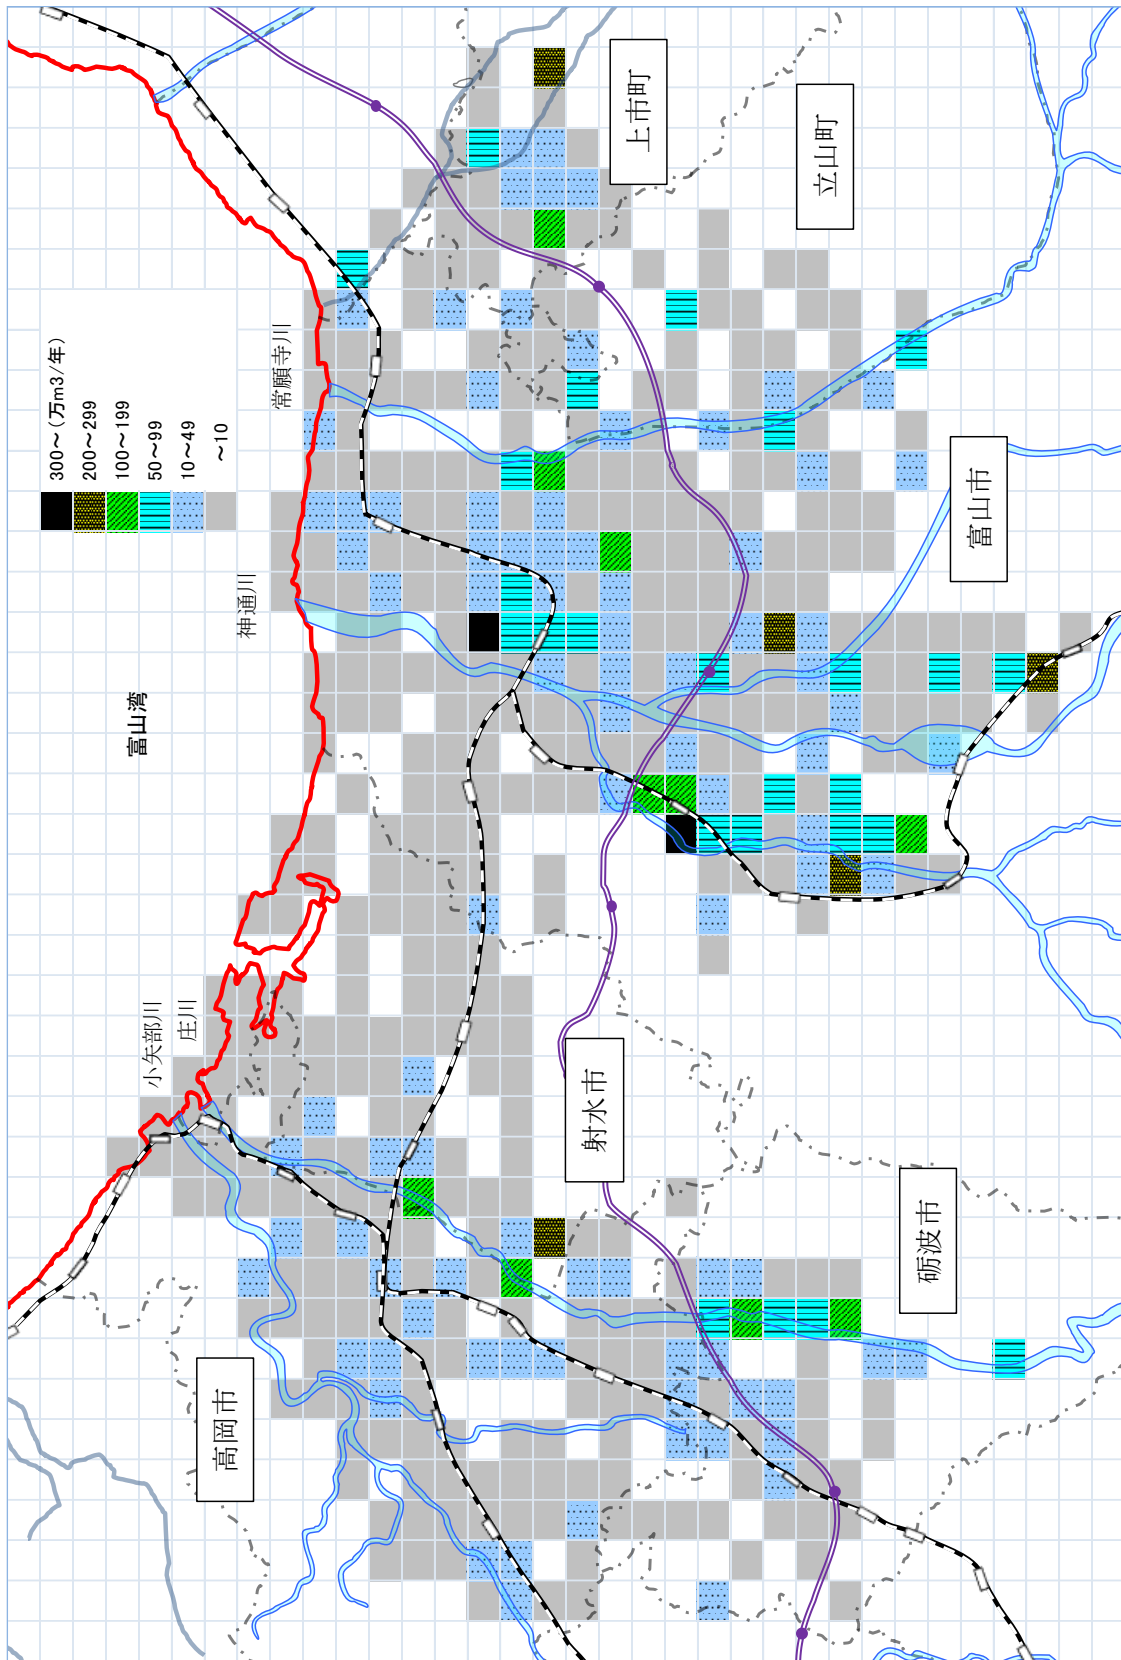 300～(万m3/年)
200～299
100～199
50～99
10～49
～10
富山湾
小矢部川
庄川
神通川
常願寺川
高岡市
射水市
砺波市
富山市
立山町
上市町